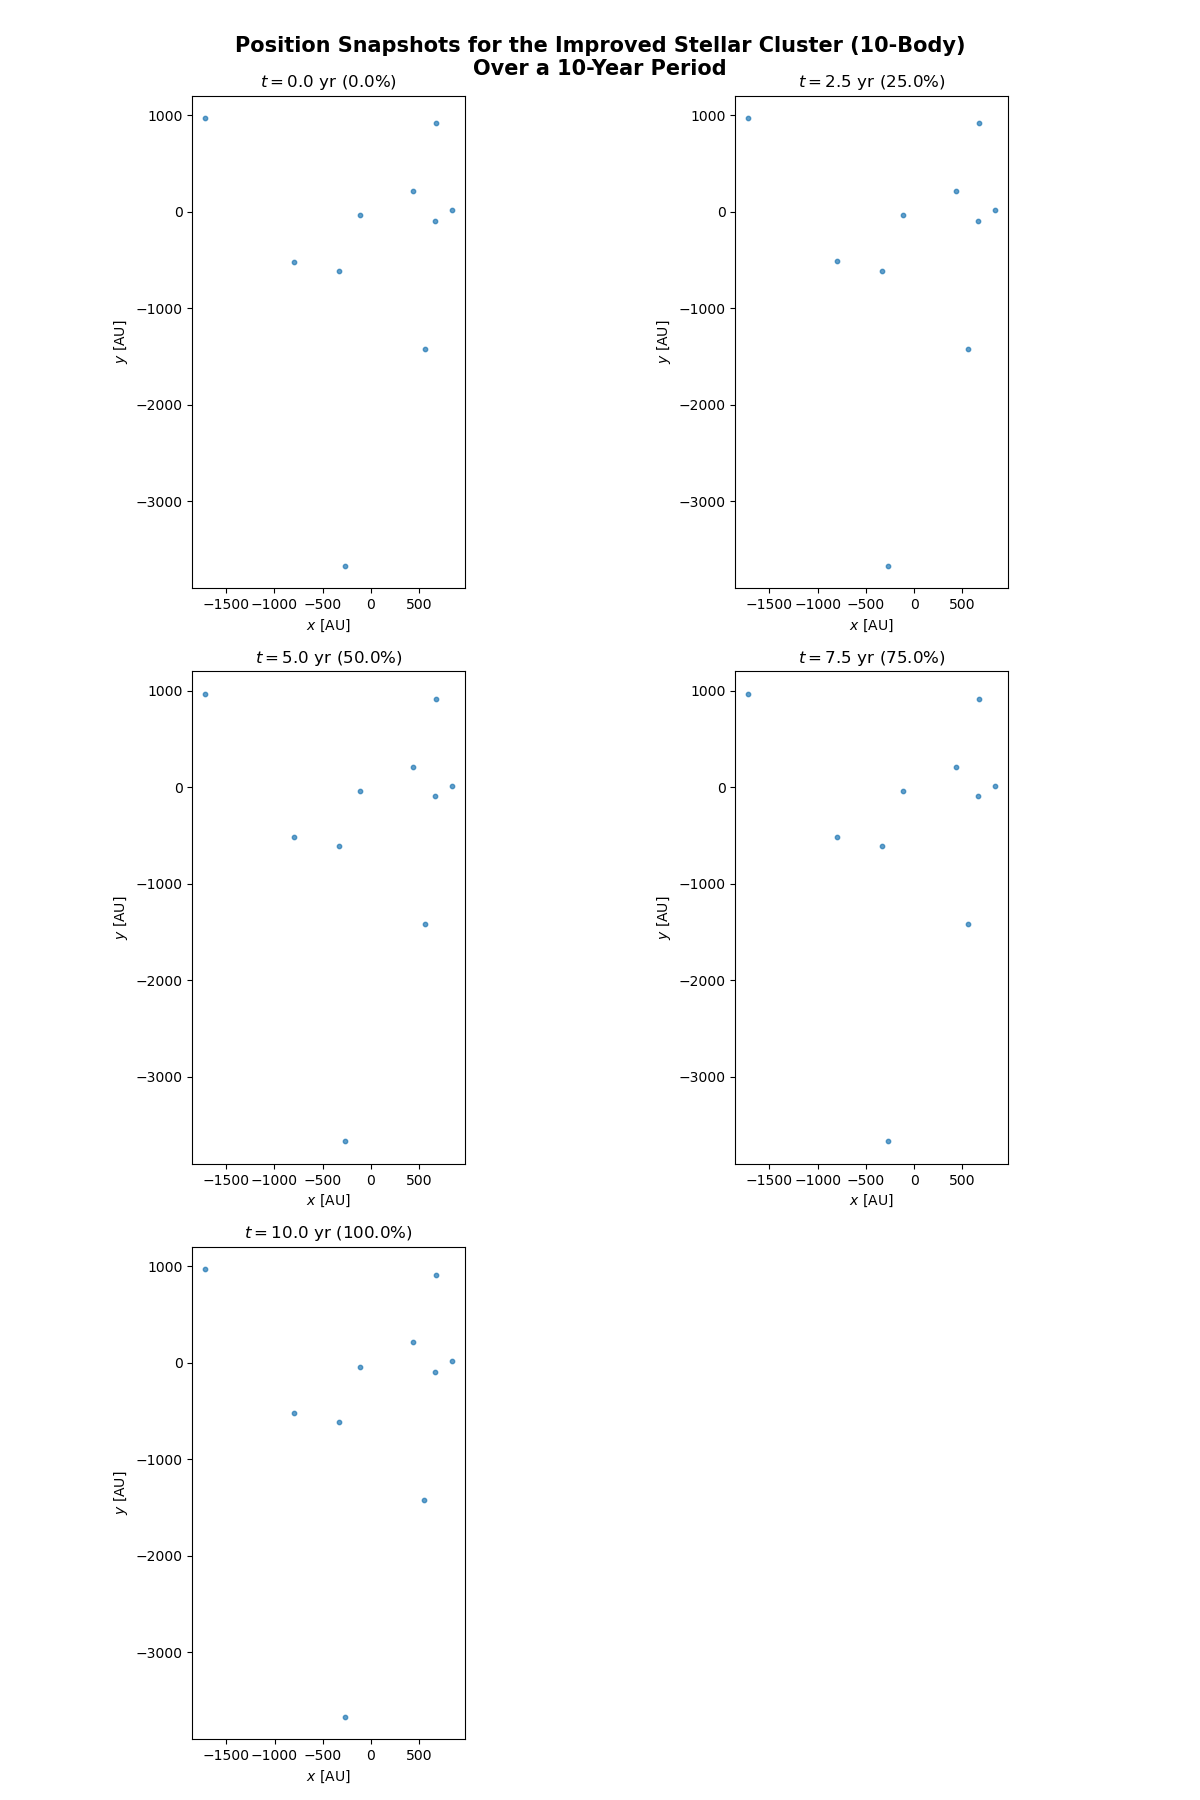 Position Snapshots for the Improved Stellar Cluster (10-Body)
Over a 10-Year Period
t = 0.0 yr (0.0%)
1000
0
−1000
−2000
−3000
y [AU]
−1500 −1000 −500 0 500
x [AU]
t = 2.5 yr (25.0%)
1000
0
−1000
−2000
−3000
y [AU]
−1500 −1000 −500 0 500
x [AU]
t = 5.0 yr (50.0%)
1000
0
−1000
−2000
−3000
y [AU]
−1500 −1000 −500 0 500
x [AU]
t = 7.5 yr (75.0%)
1000
0
−1000
−2000
−3000
y [AU]
−1500 −1000 −500 0 500
x [AU]
t = 10.0 yr (100.0%)
1000
0
−1000
−2000
−3000
y [AU]
−1500 −1000 −500 0 500
x [AU]